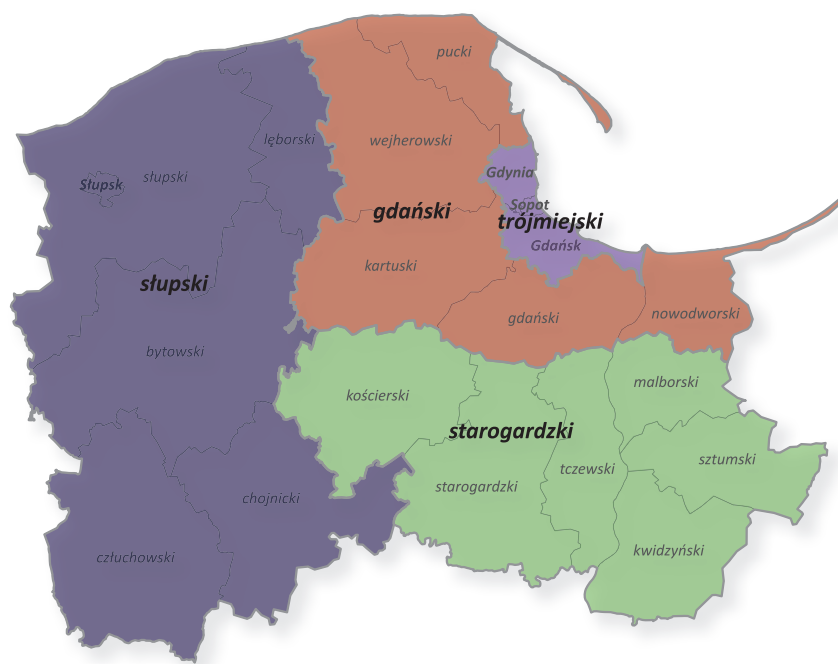 pucki
lęborski
wejherowski
Słupsk
słupski
Gdynia
Sopot
gdański
trójmiejski
Gdańsk
kartuski
słupski
gdański
nowodworski
bytowski
malborski
kościerski
starogardzki
sztumski
tczewski
starogardzki
chojnicki
kwidzyński
człuchowski